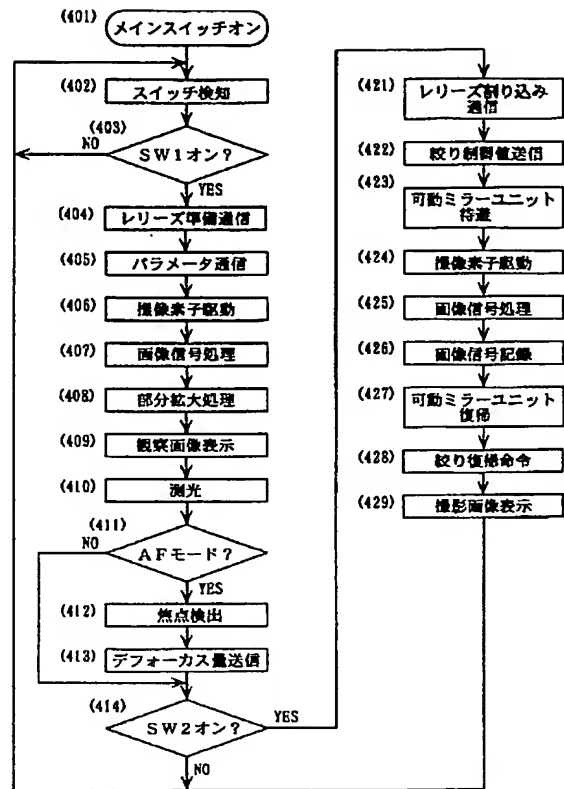 (401)
メインスイッチオン
(402)
スイッチ検知
(403)
NO
SW1オン?
YES
(404)
レリーズ準備通信
(405)
パラメータ通信
(406)
撮像素子駆動
(407)
画像信号処理
(408)
部分拡大処理
(409)
観察画像表示
(410)
測光
(411)
NO
AFモード?
YES
(412)
焦点検出
(413)
デフォーカス量送信
(414)
SW2オン?
YES
NO
(421)
レリーズ割り込み
通信
(422)
絞り制御値送信
(423)
可動ミラーユニット
待避
(424)
撮像素子駆動
(425)
画像信号処理
(426)
画像信号記録
(427)
可動ミラーユニット
復帰
(428)
絞り復帰命令
(429)
撮影画像表示